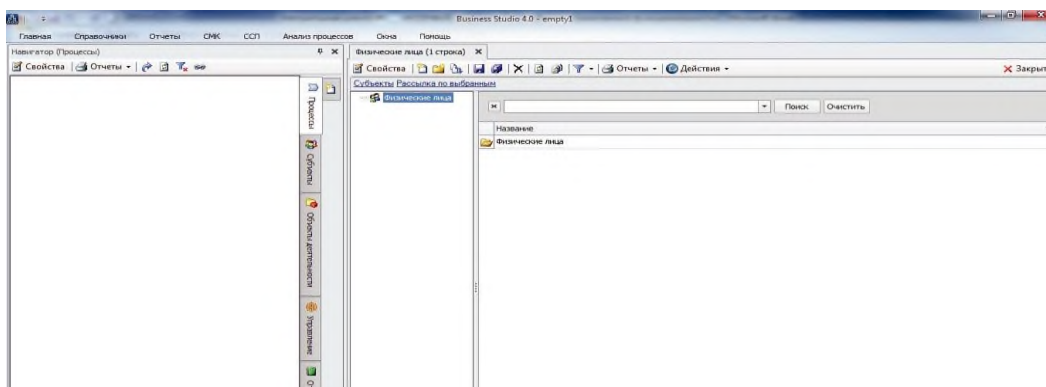 Business Studio 4.0 - empty1
Главная Справочники Отчеты СМК ССП Анализ процессов Окна Помощь
Навигатор (Процессы)
Физические лица (1 строка)
Свойства Отчеты
Свойства Отчеты Действия Закрыт
Субъекты Рассылка по выбранным
Физические лица
Поиск Очистить
Название
Физические лица
Процессы
Субъекты
Объекты деятельности
Управление